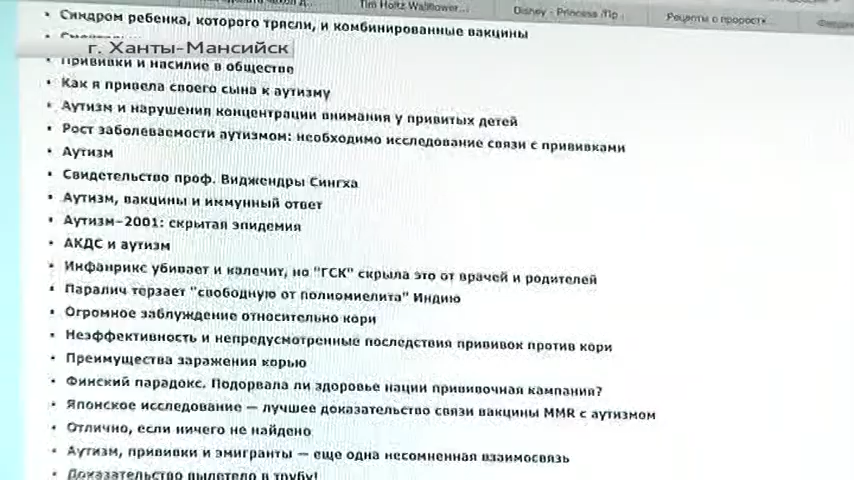 Tim Holtz Wallflower...
Disney - Princess /Tip
Рецепты о пророст
Синдром ребенка, которого трясли, и комбинированные вакцины
г. Ханты-Мансийск
Прививки и насилие в обществе
Как я привела своего сына к аутизму
Аутизм и нарушения концентрации внимания у привитых детей
Рост заболеваемости аутизмом: необходимо исследование связи с прививками
Аутизм
Свидетельство проф. Виджендры Сингха
Аутизм, вакцины и иммунный ответ
Аутизм–2001: скрытая эпидемия
АКДС и аутизм
Инфанрикс убивает и калечит, но "ГСК" скрыла это от врачей и родителей
Паралич терзает "свободную от полиомиелита" Индию
Огромное заблуждение относительно кори
Неэффективность и непредусмотренные последствия прививок против кори
Преимущества заражения корью
Финский парадокс. Подорвала ли здоровье нации прививочная кампания?
Японское исследование — лучшее доказательство связи вакцины MMR с аутизмом
Отлично, если ничего не найдено
Аутизм, прививки и эмигранты — еще одна несомненная взаимосвязь
Доказательство вылетело в трубу!